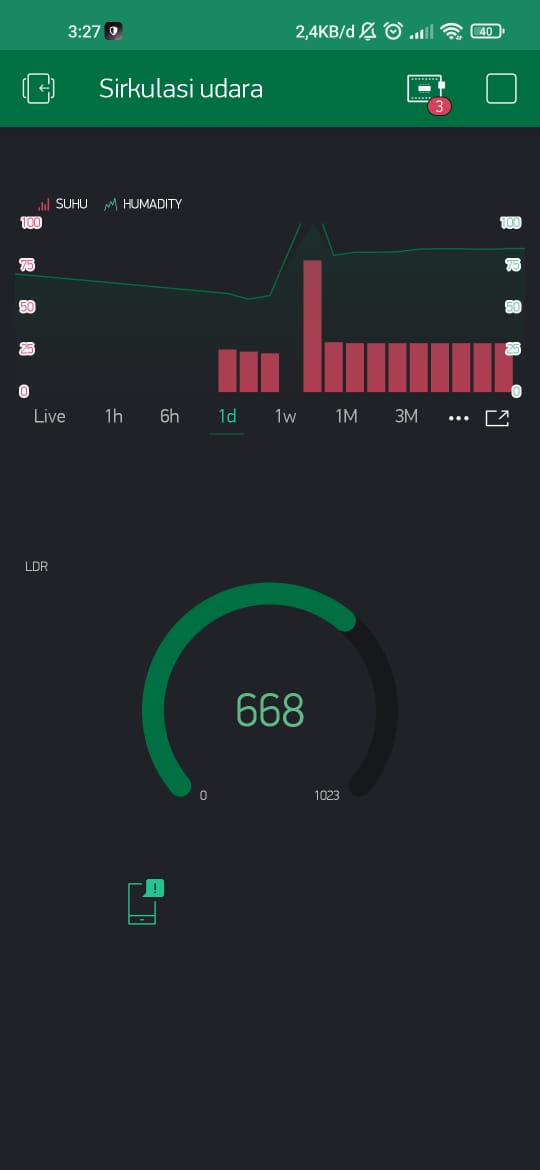 3:27 2,4KB/d 40
Sirkulasi udara 3
SUHU HUMADITY
100 100
75 75
50 50
25 25
0 0
Live 1h 6h 1d 1w 1M 3M
LDR
668
0 1023